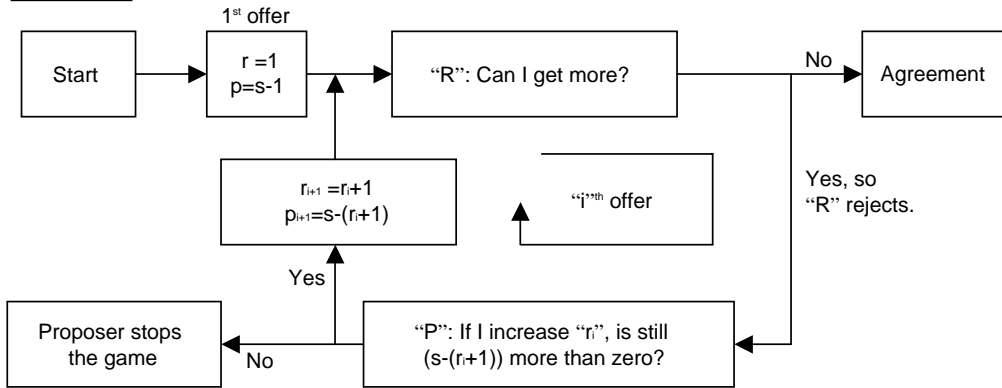 1st offer
Start
r =1
p=s-1
“R”: Can I get more?
No
Agreement
ri+1 =ri+1
pi+1=s-(ri+1)
“i”th offer
Yes, so
“R” rejects.
Yes
Proposer stops
the game
No
“P”: If I increase “ri”, is still
(s-(ri+1)) more than zero?